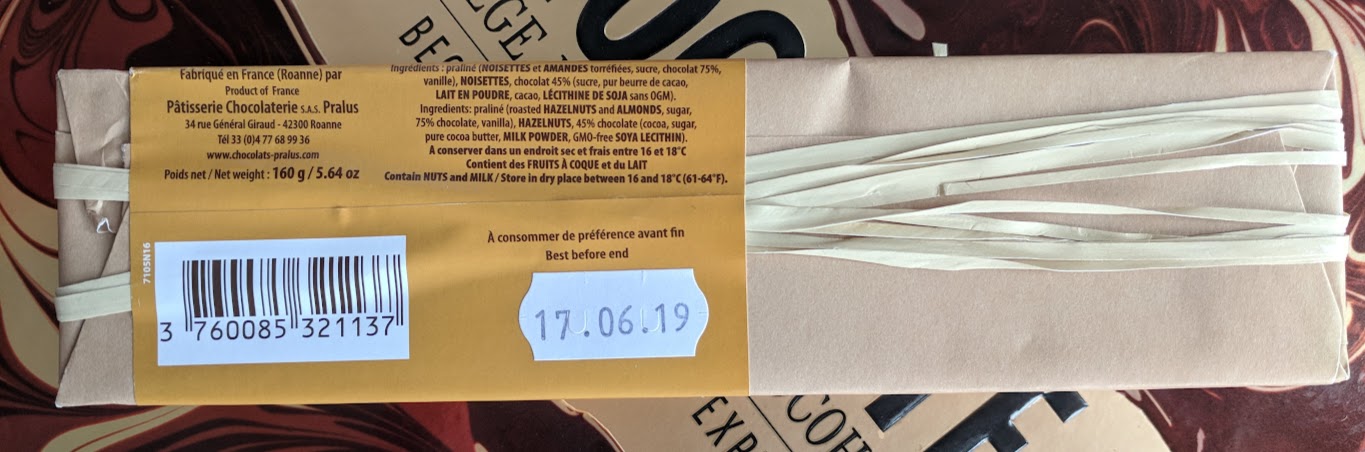 Fabriqué en France (Roanne) par
Product of France
Pâtisserie Chocolaterie S.A.S. Pralus
34 rue Général Giraud - 42300 Roanne
Tél 33 (0)4 77 68 99 36
www.chocolats-pralus.com
Poids net / Net weight : 160 g / 5.64 oz
Ingrédients : praliné (NOISETTES et AMANDES torréfiées, sucre, chocolat 75%,
vanille), NOISETTES, chocolat 45% (sucre, pur beurre de cacao,
LAIT EN POUDRE, cacao, LÉCITHINE DE SOJA sans OGM).
Ingredients: praliné (roasted HAZELNUTS and ALMONDS, sugar,
75% chocolate, vanilla), HAZELNUTS, 45% chocolate (cocoa, sugar,
pure cocoa butter, MILK POWDER, GMO-free SOYA LECITHIN).
A conserver dans un endroit sec et frais entre 16 et 18°C
Contient des FRUITS À COQUE et du LAIT
Contain NUTS and MILK / Store in dry place between 16 and 18°C (61-64°F).
7105N16
3 760085 321137
À consommer de préférence avant fin
Best before end
17.06.19